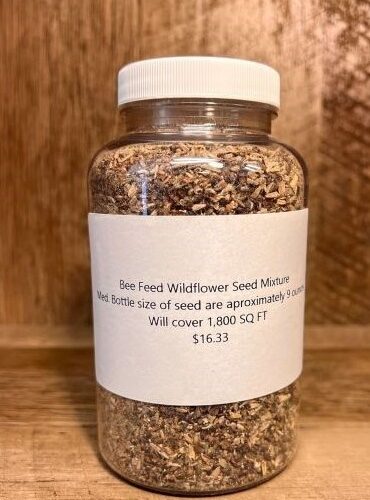 Bee Feed Wildflower Seed Mixture
Med. Bottle size of seed are aproximately 9
Will cover 1,800 SQ FT
$16.33